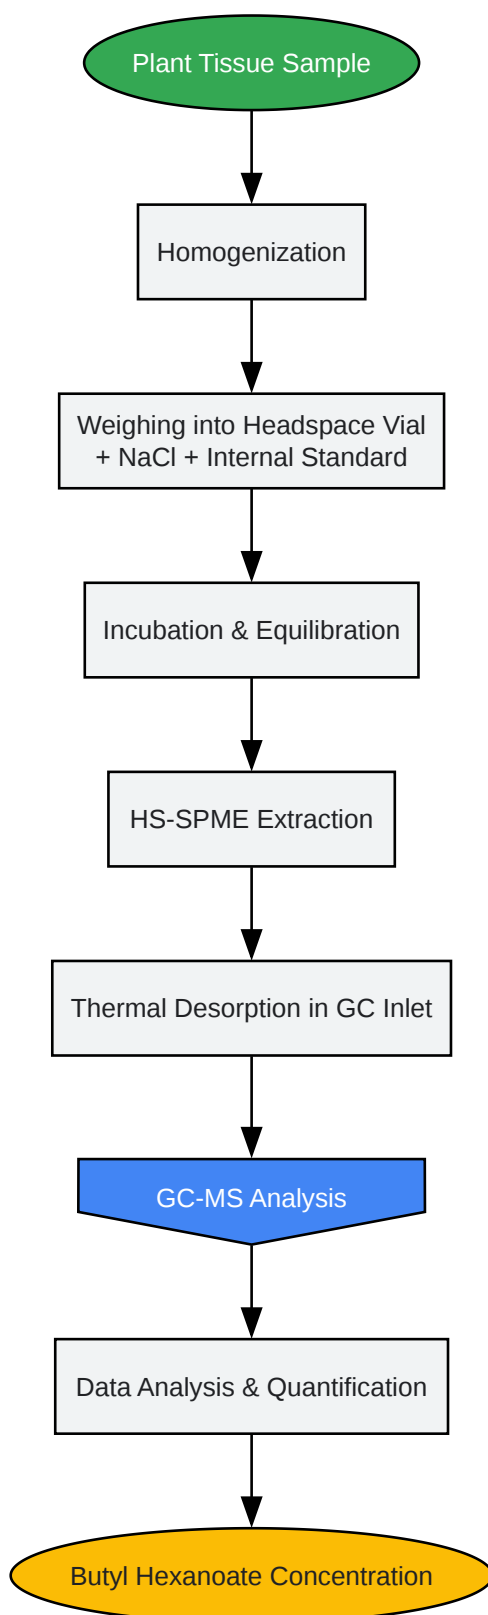 Plant Tissue Sample
Homogenization
Weighing into Headspace Vial
+ NaCl + Internal Standard
Incubation & Equilibration
HS-SPME Extraction
Thermal Desorption in GC Inlet
GC-MS Analysis
Data Analysis & Quantification
Butyl Hexanoate Concentration